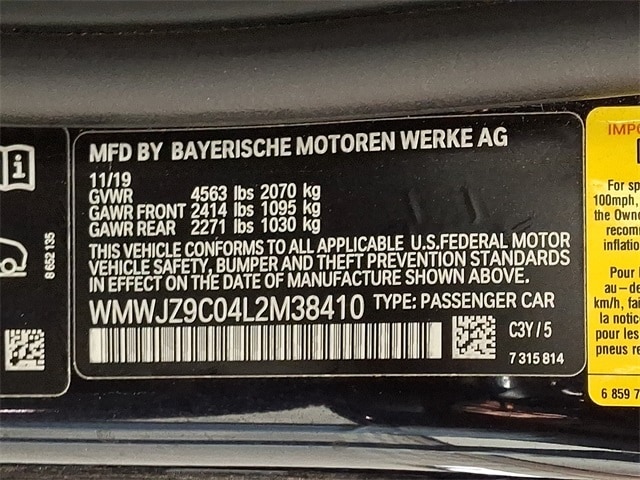 MFD BY BAYERISCHE MOTOREN WERKE AG
11/19
GVWR 4563 lbs 2070 kg
GAWR FRONT 2414 lbs 1095 kg
GAWR REAR 2271 lbs 1030 kg
THIS VEHICLE CONFORMS TO ALL APPLICABLE U.S.FEDERAL MOTOR
VEHICLE SAFETY, BUMPER AND THEFT PREVENTION STANDARDS
IN EFFECT ON THE DATE OF MANUFACTURE SHOWN ABOVE.
WMWJZ9C04L2M38410 TYPE: PASSENGER CAR
C3Y / 5
7 315 814
8 652 135
IMPO
For sp
100mph,
the Owne
recomm
inflation
Pour l
au-de
km/h, fai
les con
pour les
pneus re
6 859 7